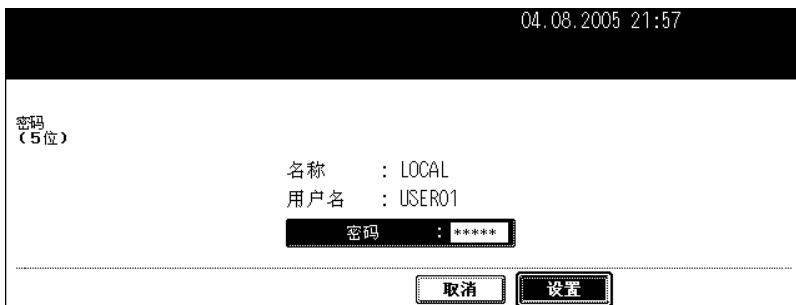 04.08.2005 21:57
密码
(5位)
名称 : LOCAL
用户名 : USER01
密码 : *****
取消 设置